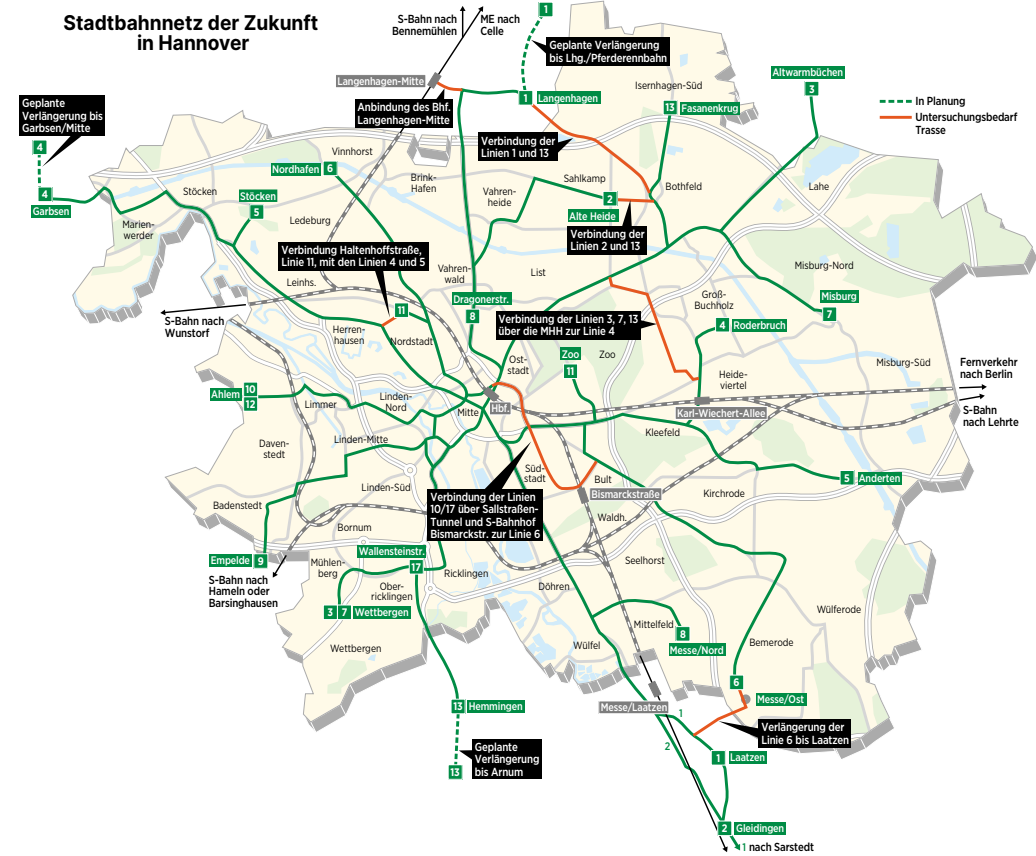 Stadtbahnnetz der Zukunft
in Hannover
S-Bahn nach
Bennemühlen
ME nach
Celle
1
Geplante Verlängerung
bis Lhg./Pferderennbahn
Langenhagen-Mitte
Anbindung des Bhf.
Langenhagen-Mitte
1 Langenhagen
Isernhagen-Süd
13 Fasanenkrug
Altwarmbüchen
3
In Planung
Untersuchungsbedarf
Trasse
Geplante
Verlängerung bis
Garbsen/Mitte
4
4
Garbsen
Verbindung der
Linien 1 und 13
Vinnhorst
Nordhafen 6
Brink-
Hafen
Stöcken
Stöcken
5
Marien-
werder
Ledeburg
Vahren-
heide
Sahlkamp
2
Alte Heide
Bothfeld
Lahe
Verbindung der
Linien 2 und 13
Verbindung Haltenhoffstraße,
Linie 11, mit den Linien 4 und 5
Leinhs.
Vahren-
wald
List
Misburg-Nord
Groß-
Buchholz
Misburg
7
Dragonerstr.
8
11
S-Bahn nach
Wunstorf
Herren-
hausen
Nordstadt
Verbindung der Linien 3, 7, 13
über die MHH zur Linie 4
4 Roderbruch
Ost-
stadt
Zoo
11
Zoo
Heide-
viertel
Misburg-Süd
Fernverkehr
nach Berlin
S-Bahn
nach Lehrte
Ahlem 10
12
Limmer
Linden-
Nord
Mitte
Hbf.
Karl-Wiechert-Allee
Kleefeld
Daven-
stedt
Linden-Mitte
Linden-Süd
Süd-
stadt
Bult
5 Anderten
Badenstedt
Verbindung der Linien
10/17 über Sallstraßen-
Tunnel und S-Bahnhof
Bismarckstr. zur Linie 6
Bismarckstraße
Kirchrode
Bornum
Waldh.
Empelde 9
S-Bahn nach
Hameln oder
Barsinghausen
Mühlen-
berg
Wallensteinstr.
17
Ricklingen
Ober-
ricklingen
3 7 Wettbergen
Wettbergen
Döhren
Seelhorst
Wülferode
Mittelfeld
8
Messe/Nord
Bemerode
Wülfel
6
Messe/Ost
13 Hemmingen
Messe/Laatzen
1
2
Verlängerung der
Linie 6 bis Laatzen
Geplante
Verlängerung
bis Arnum
13
1 Laatzen
2 Gleidingen
1 nach Sarstedt